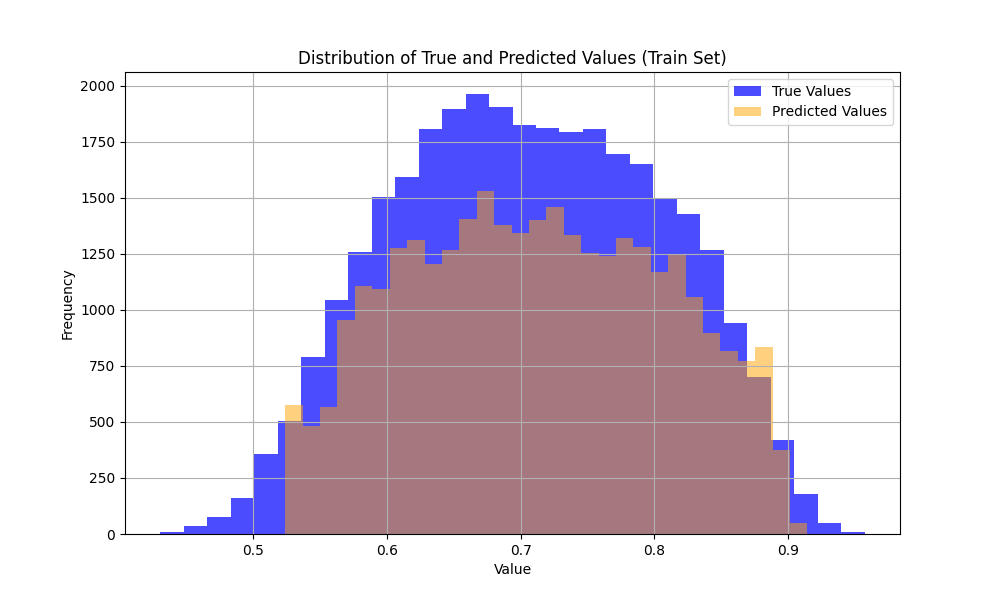 Distribution of True and Predicted Values (Train Set)
True Values
Predicted Values
2000
1750
1500
1250
1000
750
500
250
0
Frequency
0.5 0.6 0.7 0.8 0.9
Value